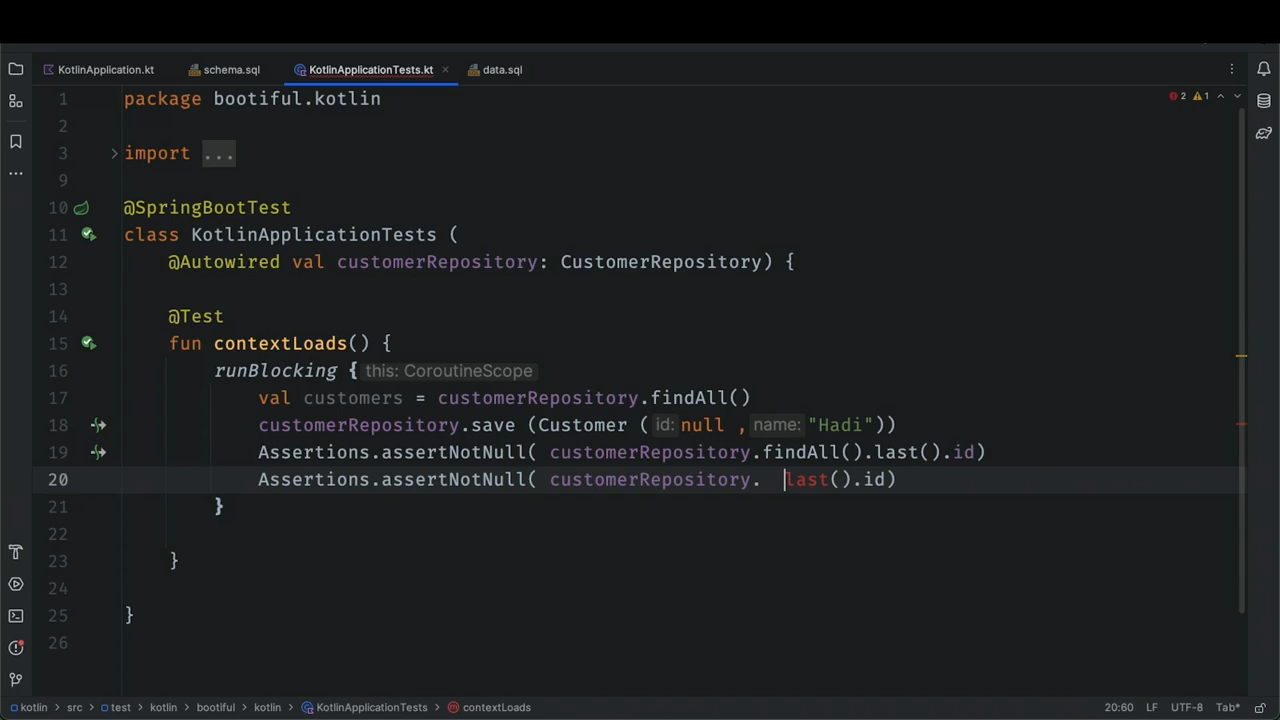 KotlinApplication.kt schema.sql KotlinApplicationTests.kt data.sql
1 package bootiful.kotlin 2 1
2
3 import ...
9
10 @SpringBootTest
11 class KotlinApplicationTests (
12 @Autowired val customerRepository: CustomerRepository) {
13
14 @Test
15 fun contextLoads() {
16 runBlocking { this: CoroutineScope
17 val customers = customerRepository.findAll()
18 customerRepository.save (Customer ( id: null , name: "Hadi"))
19 Assertions.assertNotNull( customerRepository.findAll().last().id)
20 Assertions.assertNotNull( customerRepository. last().id)
21 }
22
23 }
24
25 }
26
kotlin > src > test > kotlin > bootiful > kotlin > KotlinApplicationTests > contextLoads 20:60 LF UTF-8 Tab*